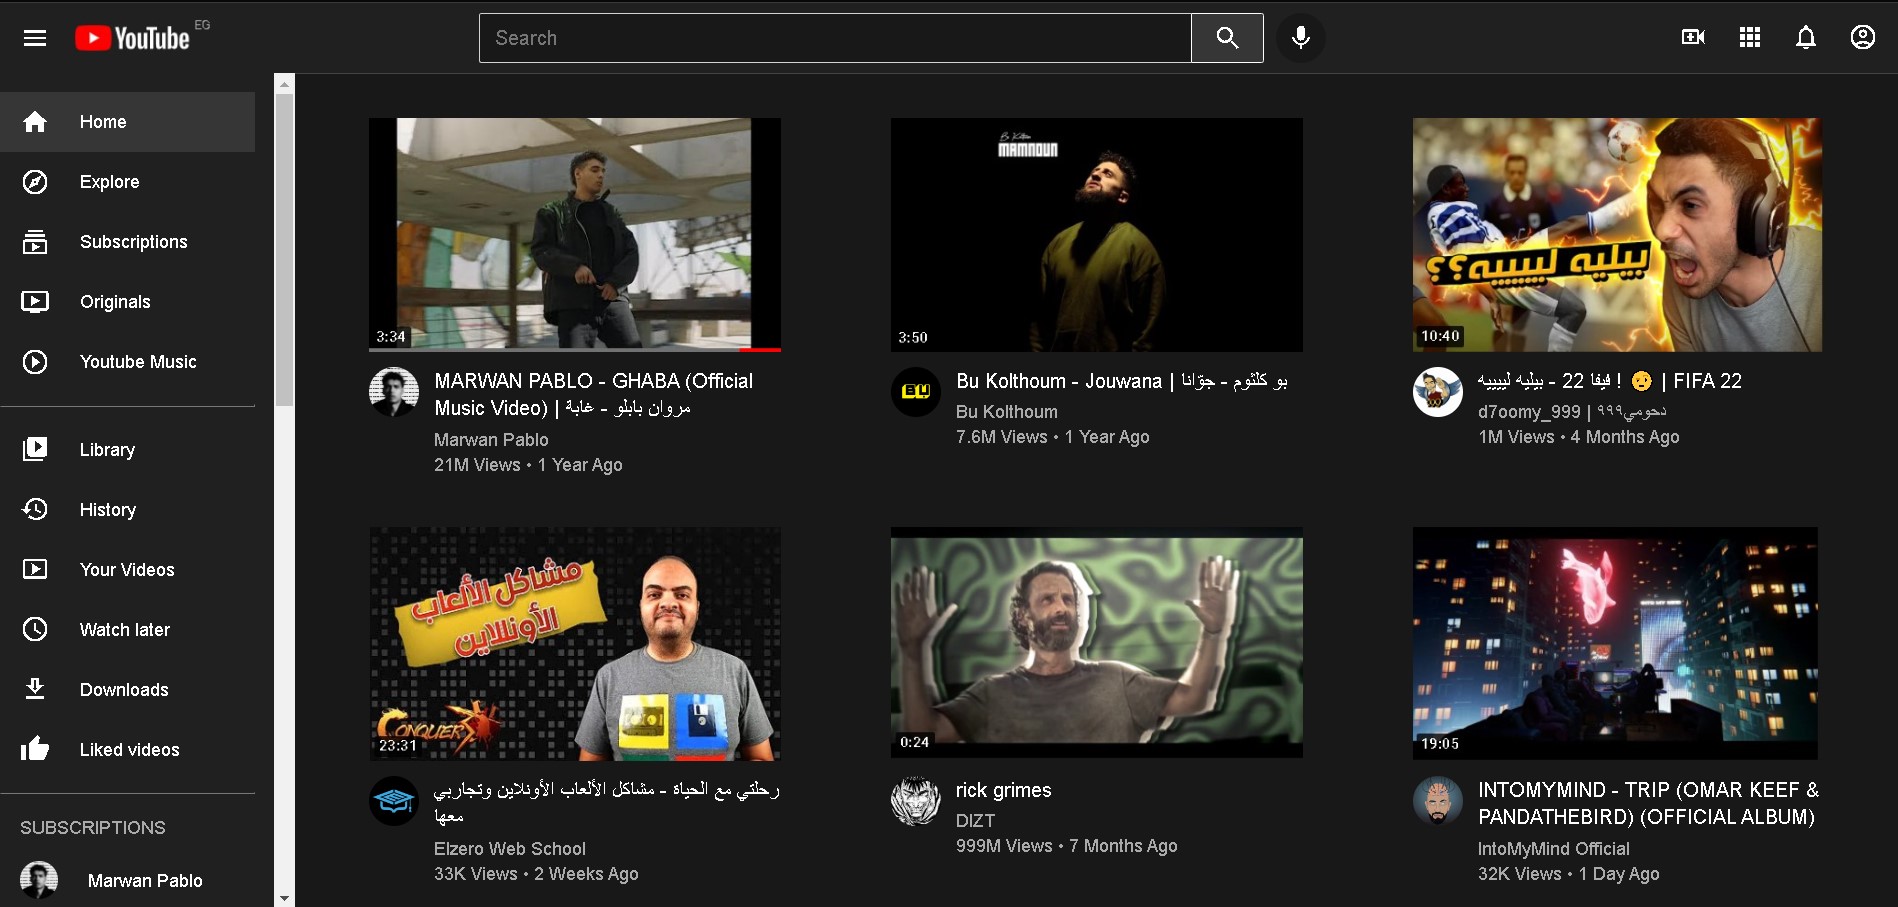 YouTube EG
Search
Home
Explore
Subscriptions
Originals
Youtube Music
Library
History
Your Videos
Watch later
Downloads
Liked videos
SUBSCRIPTIONS
Marwan Pablo
3:34
MARWAN PABLO - GHABA (Official
Music Video) | مروان بابلو - غابة
Marwan Pablo
21M Views • 1 Year Ago
Bu Kolthoum
MAMNOUN
3:50
BU
Bu Kolthoum - Jouwana | بو كلثوم - جوّانا
Bu Kolthoum
7.6M Views • 1 Year Ago
بيليه ليييييه؟؟
10:40
فيفا 22 - بيليه ليييييه ! 🤨 | FIFA 22
d7oomy_999 | دحومي٩٩٩
1M Views • 4 Months Ago
مشاكل الألعاب
الأونلاين
CONQUER
23:31
رحلتي مع الحياة - مشاكل الألعاب الأونلاين وتجاربي
معها
Elzero Web School
33K Views • 2 Weeks Ago
0:24
rick grimes
DIZT
999M Views • 7 Months Ago
19:05
INTOMYMIND - TRIP (OMAR KEEF &
PANDATHEBIRD) (OFFICIAL ALBUM)
IntoMyMind Official
32K Views • 1 Day Ago